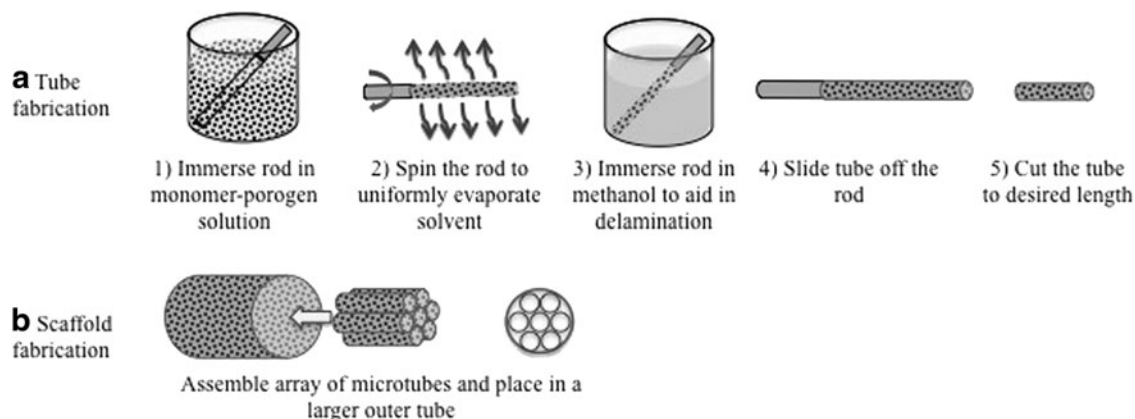 a Tube
fabrication
1) Immerse rod in
monomer-porogen
solution
2) Spin the rod to
uniformly evaporate
solvent
3) Immerse rod in
methanol to aid in
delamination
4) Slide tube off the
rod
5) Cut the tube
to desired length
b Scaffold
fabrication
Assemble array of microtubes and place in a
larger outer tube